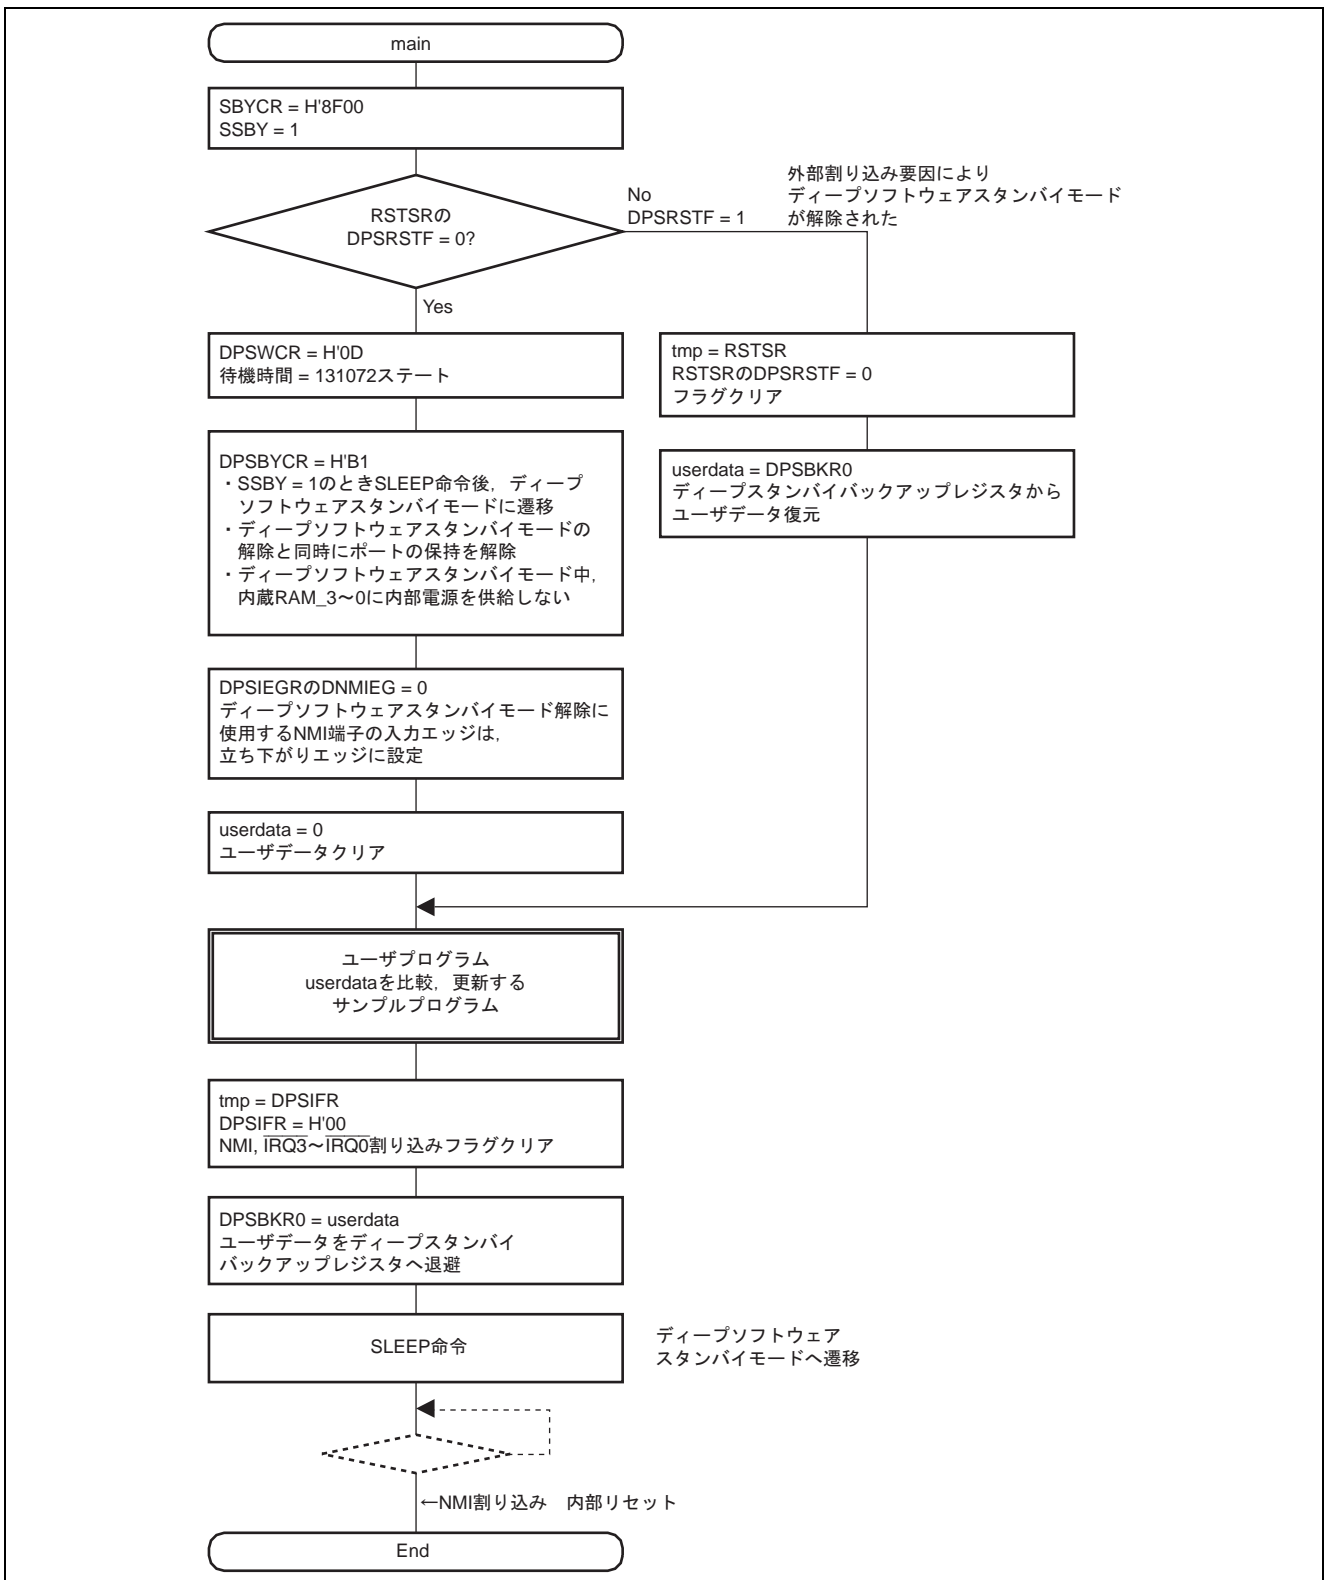 main
SBYCR = H'8F00
SSBY = 1
RSTSRの
DPSRSTF = 0?
No
DPSRSTF = 1
外部割り込み要因により
ディープソフトウェアスタンバイモード
が解除された
Yes
DPSWCR = H'0D
待機時間 = 131072ステート
tmp = RSTSR
RSTSRのDPSRSTF = 0
フラグクリア
DPSBYCR = H'B1
・SSBY = 1のときSLEEP命令後，ディープ
ソフトウェアスタンバイモードに遷移
・ディープソフトウェアスタンバイモードの
解除と同時にポートの保持を解除
・ディープソフトウェアスタンバイモード中，
内蔵RAM_3～0に内部電源を供給しない
userdata = DPSBKR0
ディープスタンバイバックアップレジスタから
ユーザデータ復元
DPSIEGRのDNMIEG = 0
ディープソフトウェアスタンバイモード解除に
使用するNMI端子の入力エッジは，
立ち下がりエッジに設定
userdata = 0
ユーザデータクリア
ユーザプログラム
userdataを比較，更新する
サンプルプログラム
tmp = DPSIFR
DPSIFR = H'00
NMI, IRQ3～IRQ0割り込みフラグクリア
DPSBKR0 = userdata
ユーザデータをディープスタンバイ
バックアップレジスタへ退避
SLEEP命令
ディープソフトウェア
スタンバイモードへ遷移
←NMI割り込み　内部リセット
End